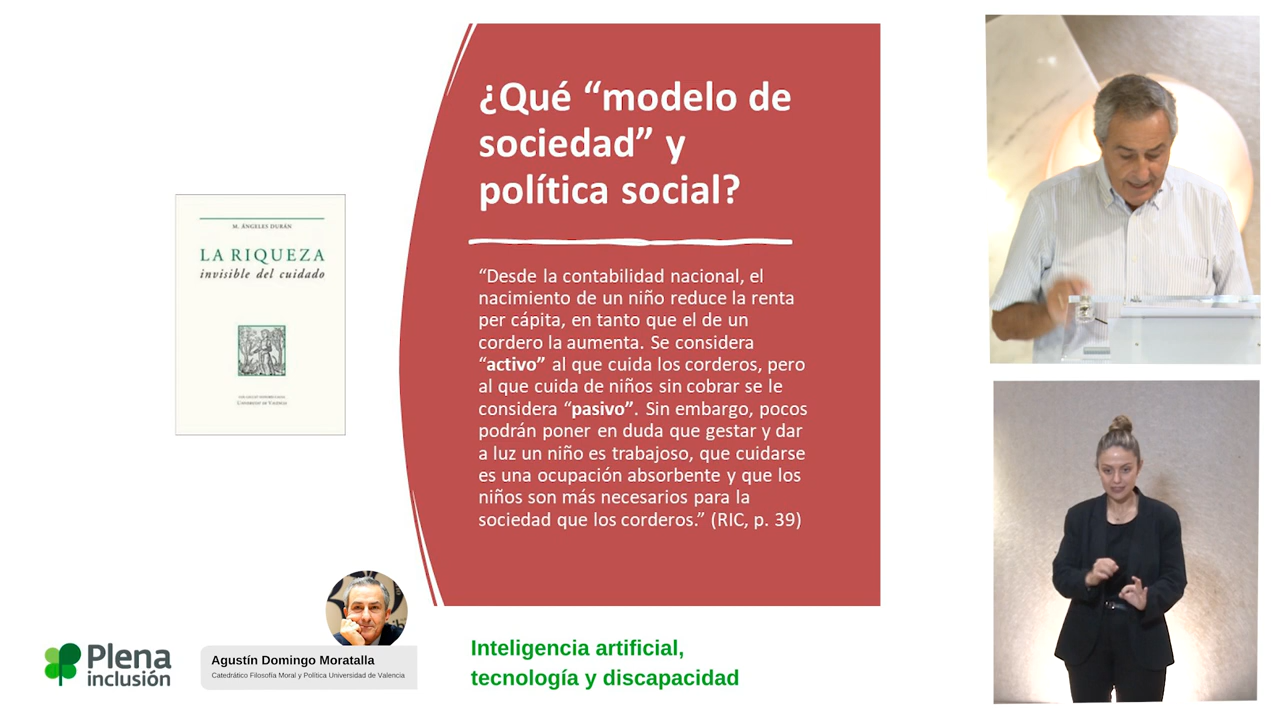 ¿Qué “modelo de
sociedad” y
política social?
“Desde la contabilidad nacional, el
nacimiento de un niño reduce la renta
per cápita, en tanto que el de un
cordero la aumenta. Se considera
“activo” al que cuida los corderos, pero
al que cuida de niños sin cobrar se le
considera “pasivo”. Sin embargo, pocos
podrán poner en duda que gestar y dar
a luz un niño es trabajoso, que cuidarse
es una ocupación absorbente y que los
niños son más necesarios para la
sociedad que los corderos.” (RIC, p. 39)
M. ÁNGELES DURÁN
LA RIQUEZA
invisible del cuidado
Plena
inclusión
Agustín Domingo Moratalla
Catedrático Filosofía Moral y Política Universidad de Valencia
Inteligencia artificial,
tecnología y discapacidad